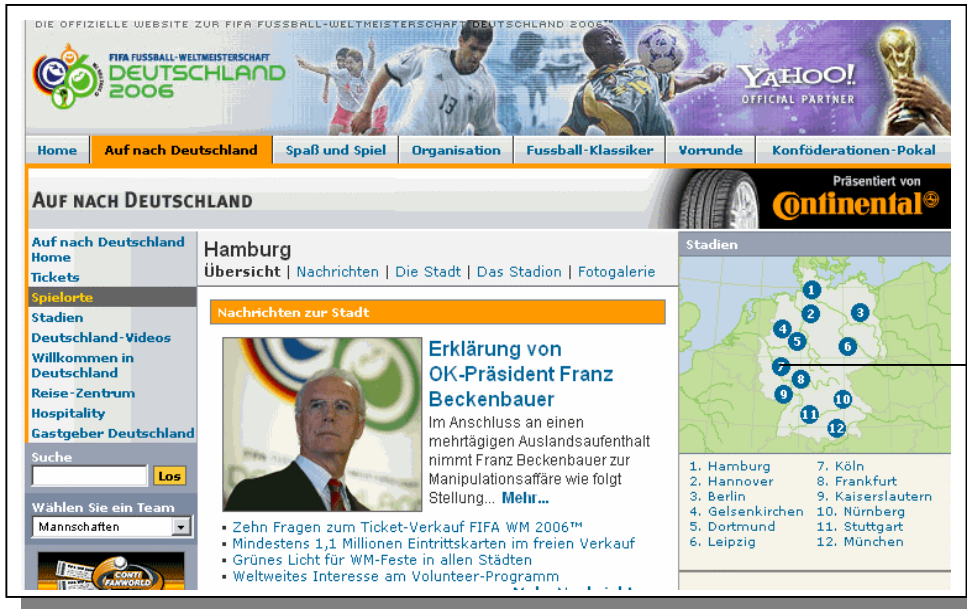 DIE OFFIZIELLE WEBSITE ZUR FIFA FUSSBALL-WELTMEISTERSCHAFT DEUTSCHLAND 2006™
FIFA FUSSBALL-WELTMEISTERSCHAFT
DEUTSCHLAND
2006
13
YAHOO!
OFFICIAL PARTNER
Home
Auf nach Deutschland
Spaß und Spiel
Organisation
Fussball-Klassiker
Vorrunde
Konföderationen-Pokal
AUF NACH DEUTSCHLAND
Präsentiert von
Continental®
Auf nach Deutschland
Home
Tickets
Spielorte
Stadien
Deutschland-Videos
Willkommen in
Deutschland
Reise-Zentrum
Hospitality
Gastgeber Deutschland
Suche
Los
Wählen Sie ein Team
Mannschaften
CONTI
FANWORLD
Hamburg
Übersicht | Nachrichten | Die Stadt | Das Stadion | Fotogalerie
Nachrichten zur Stadt
Erklärung von
OK-Präsident Franz
Beckenbauer
Im Anschluss an einen
mehrtägigen Auslandsaufenthalt
nimmt Franz Beckenbauer zur
Manipulationsaffäre wie folgt
Stellung... Mehr...
▪ Zehn Fragen zum Ticket-Verkauf FIFA WM 2006™
▪ Mindestens 1,1 Millionen Eintrittskarten im freien Verkauf
▪ Grünes Licht für WM-Feste in allen Städten
▪ Weltweites Interesse am Volunteer-Programm
Stadien
1
2
3
4
5
6
7
8
9
10
11
12
1. Hamburg
2. Hannover
3. Berlin
4. Gelsenkirchen
5. Dortmund
6. Leipzig
7. Köln
8. Frankfurt
9. Kaiserslautern
10. Nürnberg
11. Stuttgart
12. München